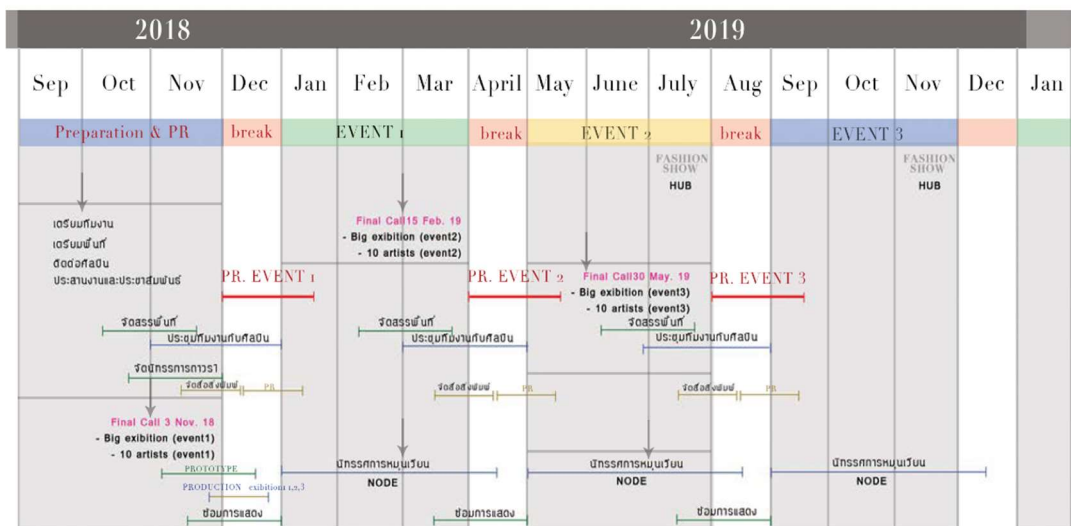 2018 2019
Sep Oct Nov Dec Jan Feb Mar April May June July Aug Sep Oct Nov Dec Jan
Preparation & PR break EVENT 1 break EVENT 2 break EVENT 3
FASHION SHOW HUB
FASHION SHOW HUB
เตรียมทีมงาน
เตรียมพื้นที่
ติดต่อศิลปิน
ประสานงานและประชาสัมพันธ์
Final Call15 Feb. 19
- Big exibition (event2)
- 10 artists (event2)
PR. EVENT 1
PR. EVENT 2
Final Call30 May. 19
- Big exibition (event3)
- 10 artists (event3)
PR. EVENT 3
จัดสรรพื้นที่
ประชุมทีมงานกับศิลปิน
จัดสรรพื้นที่
ประชุมทีมงานกับศิลปิน
จัดสรรพื้นที่
ประชุมทีมงานกับศิลปิน
จัดนิทรรการถาวรา
จัดสื่อสิ่งพิมพ์ PR
จัดสื่อสิ่งพิมพ์ PR
จัดสื่อสิ่งพิมพ์ PR
Final Call 3 Nov. 18
- Big exibition (event1)
- 10 artists (event1)
PROTOTYPE
PRODUCTION exibition1,2,3
นิทรรศการหมุนเวียน
NODE
นิทรรศการหมุนเวียน
NODE
นิทรรศการหมุนเวียน
NODE
ซ้อมการแสดง
ซ้อมการแสดง
ซ้อมการแสดง